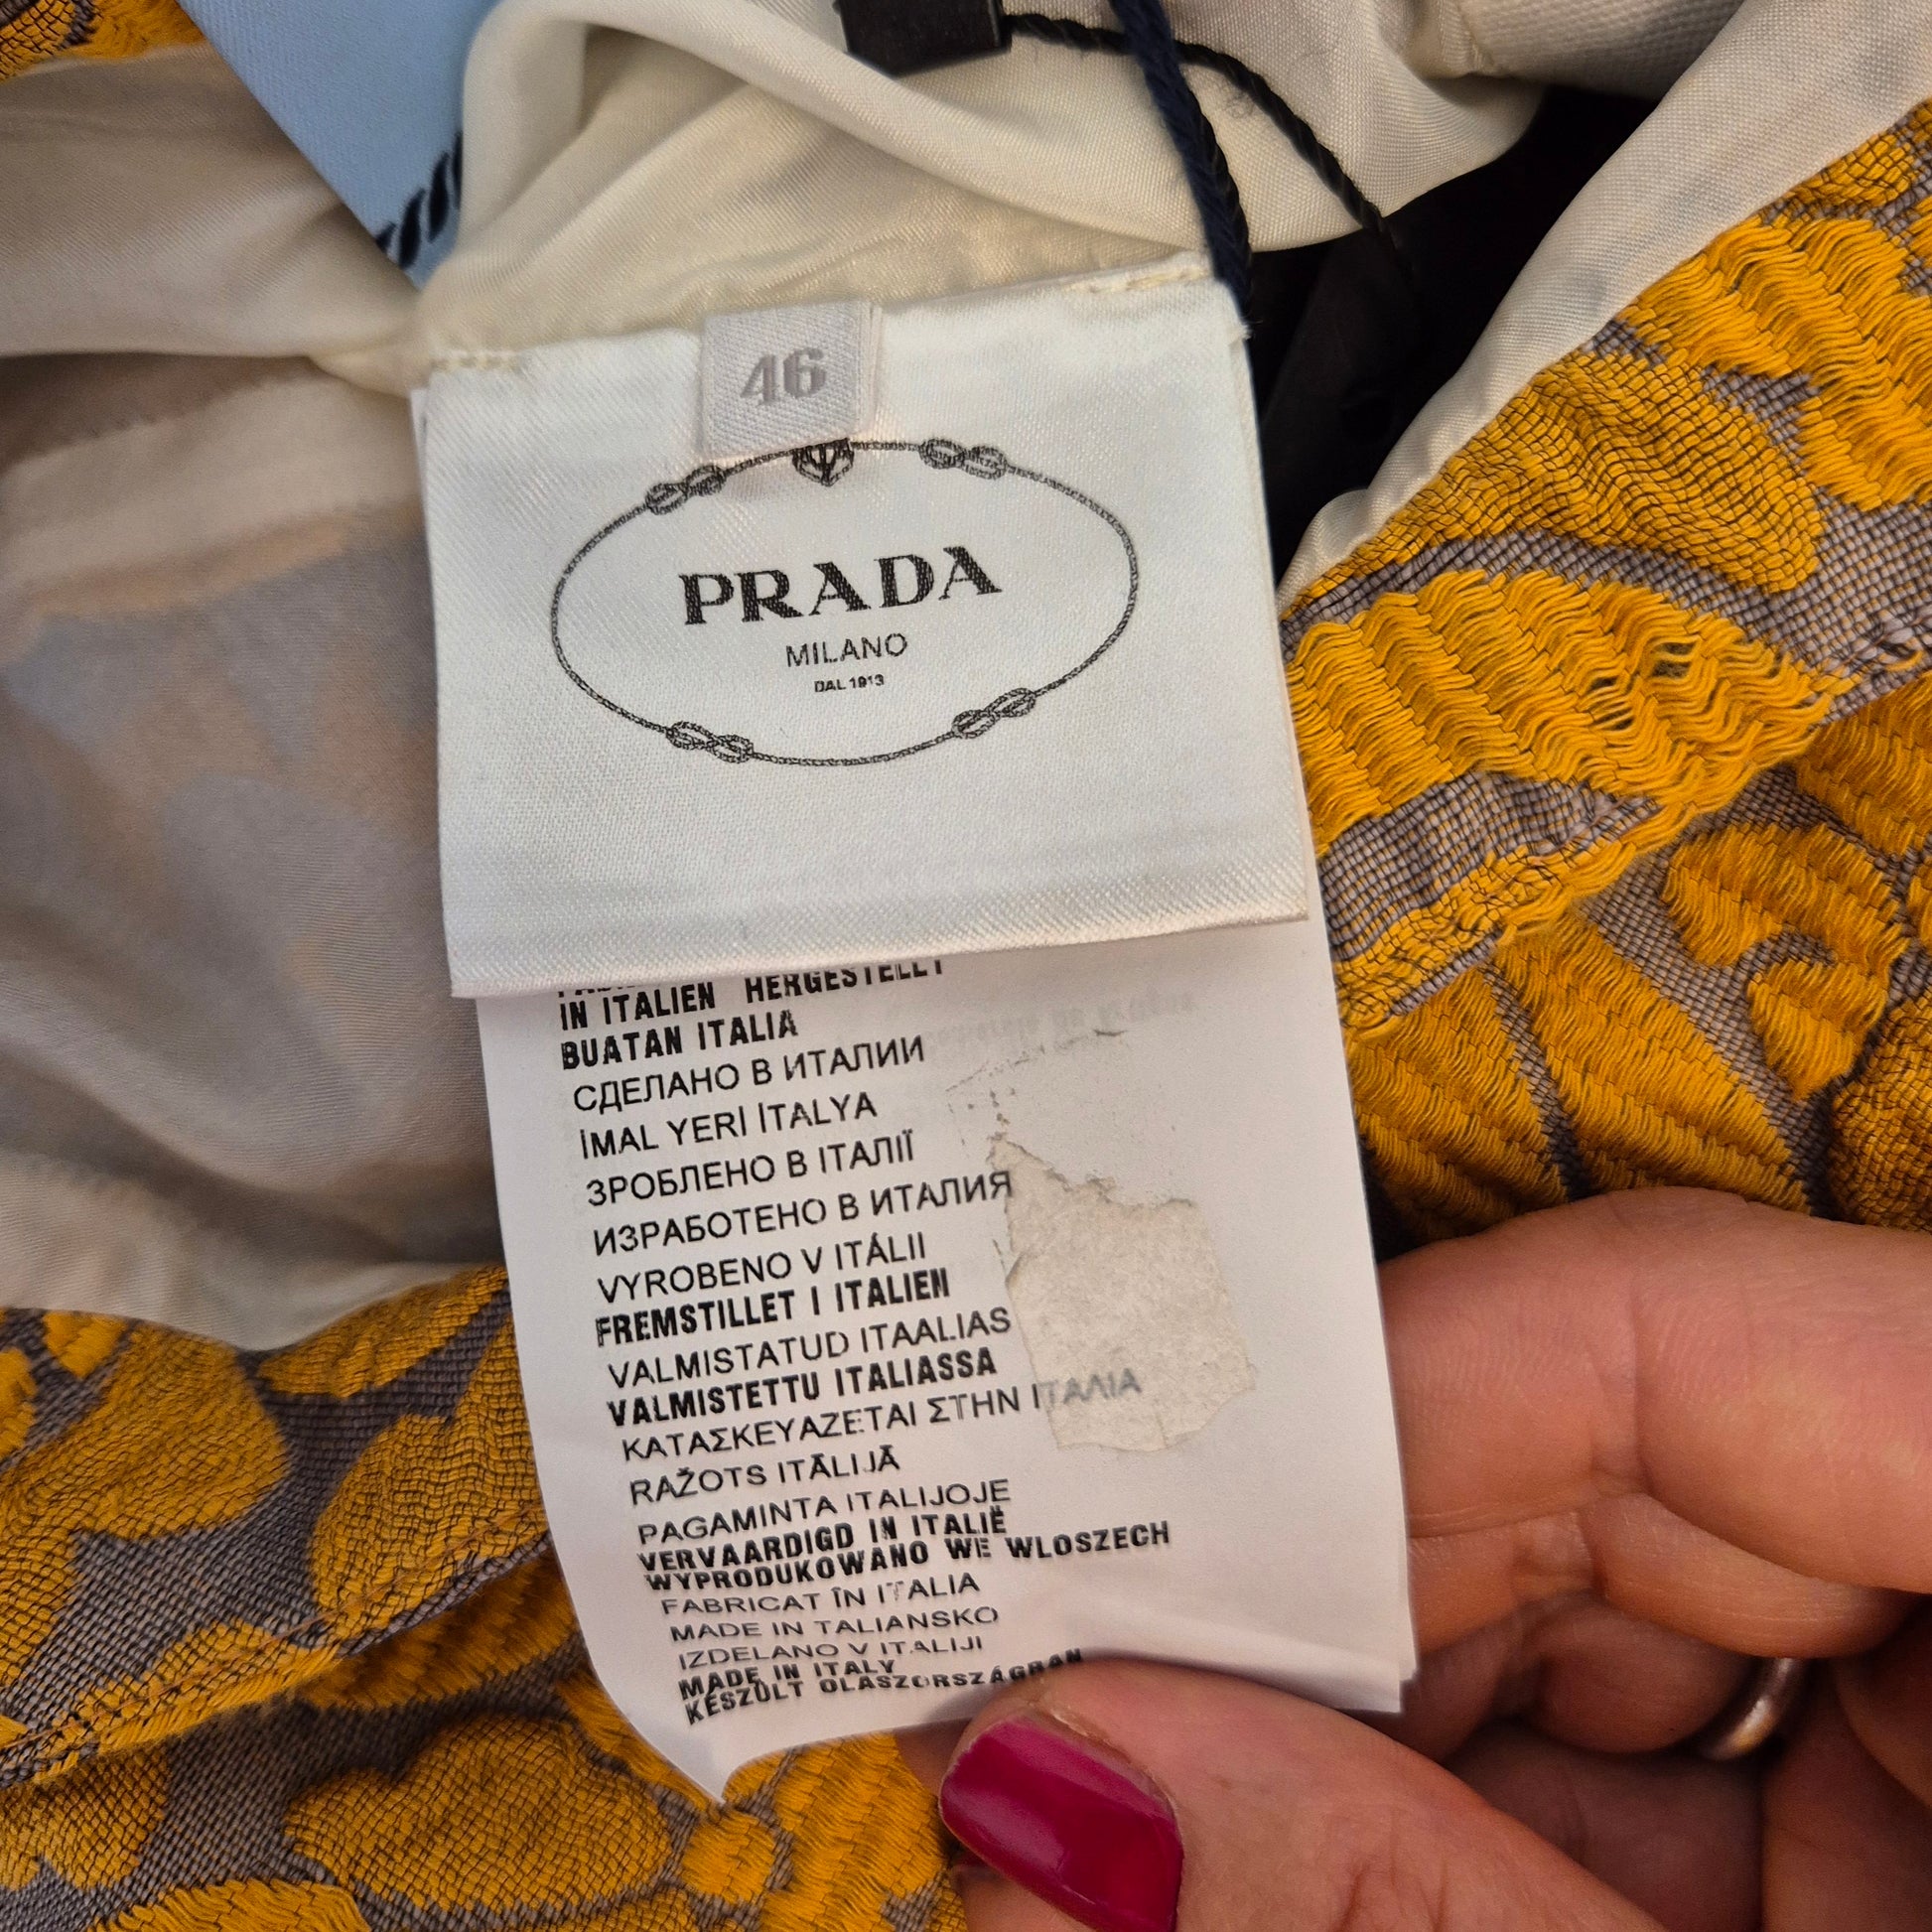 46
PRADA
MILANO
DAL 1913
IN ITALIEN HERGESTELLT
BUATAN ITALIA
СДЕЛАНО В ИТАЛИИ
İMAL YERİ İTALYA
ЗРОБЛЕНО В ІТАЛІЇ
ИЗРАБОТЕНО В ИТАЛИЯ
VYROBENO V ITÁLII
FREMSTILLET I ITALIEN
VALMISTATUD ITAALIAS
VALMISTETTU ITALIASSA
ΚΑΤΑΣΚΕΥΑΖΕΤΑΙ ΣΤΗΝ ΙΤΑΛΙΑ
RAŽOTS ITĀLIJĀ
PAGAMINTA ITALIJOJE
VERVAARDIGD IN ITALIË
WYPRODUKOWANO WE WLOSZECH
FABRICAT ÎN ITALIA
MADE IN TALIANSKO
IZDELANO V ITALIJI
MADE IN ITALY
KÉSZÜLT OLASZORSZÁGRAN